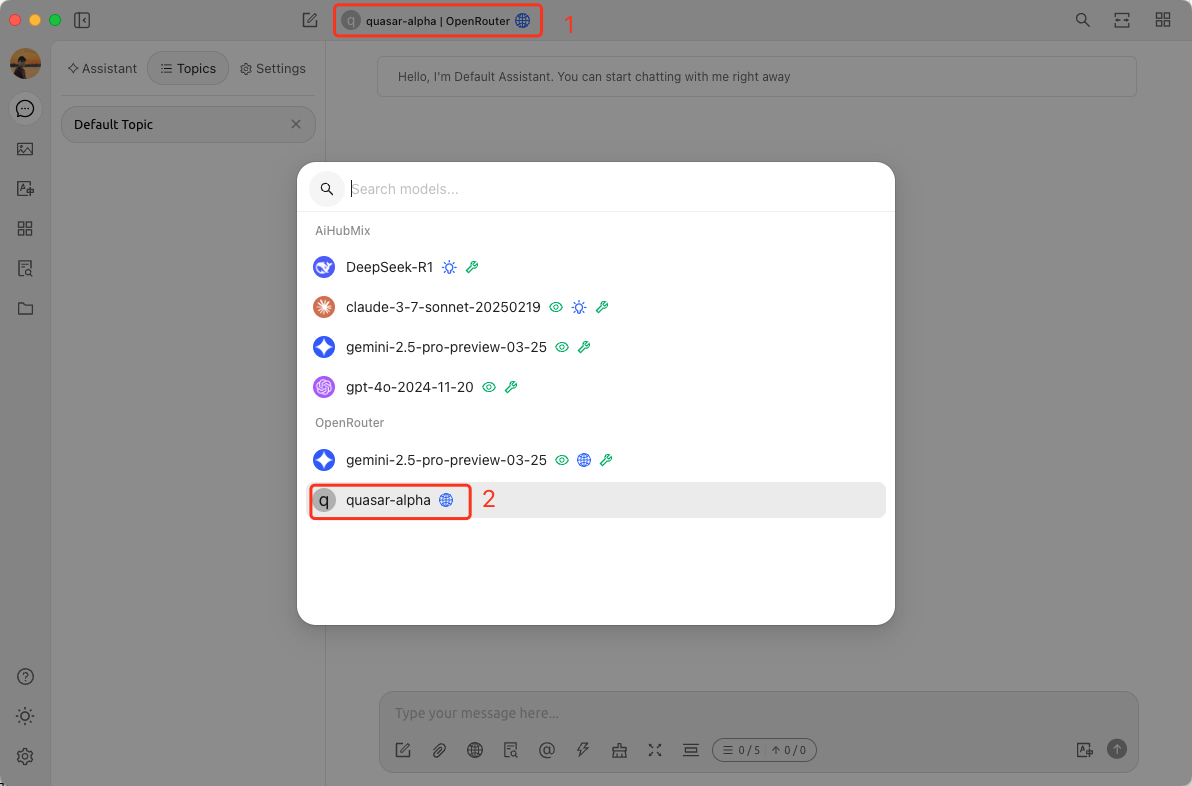 q quasar-alpha | OpenRouter 1
Assistant Topics Settings
Hello, I'm Default Assistant. You can start chatting with me right away
Default Topic
Search models...
AiHubMix
DeepSeek-R1
claude-3-7-sonnet-20250219
gemini-2.5-pro-preview-03-25
gpt-4o-2024-11-20
OpenRouter
gemini-2.5-pro-preview-03-25
q quasar-alpha 2
Type your message here...
0 / 5 0 / 0